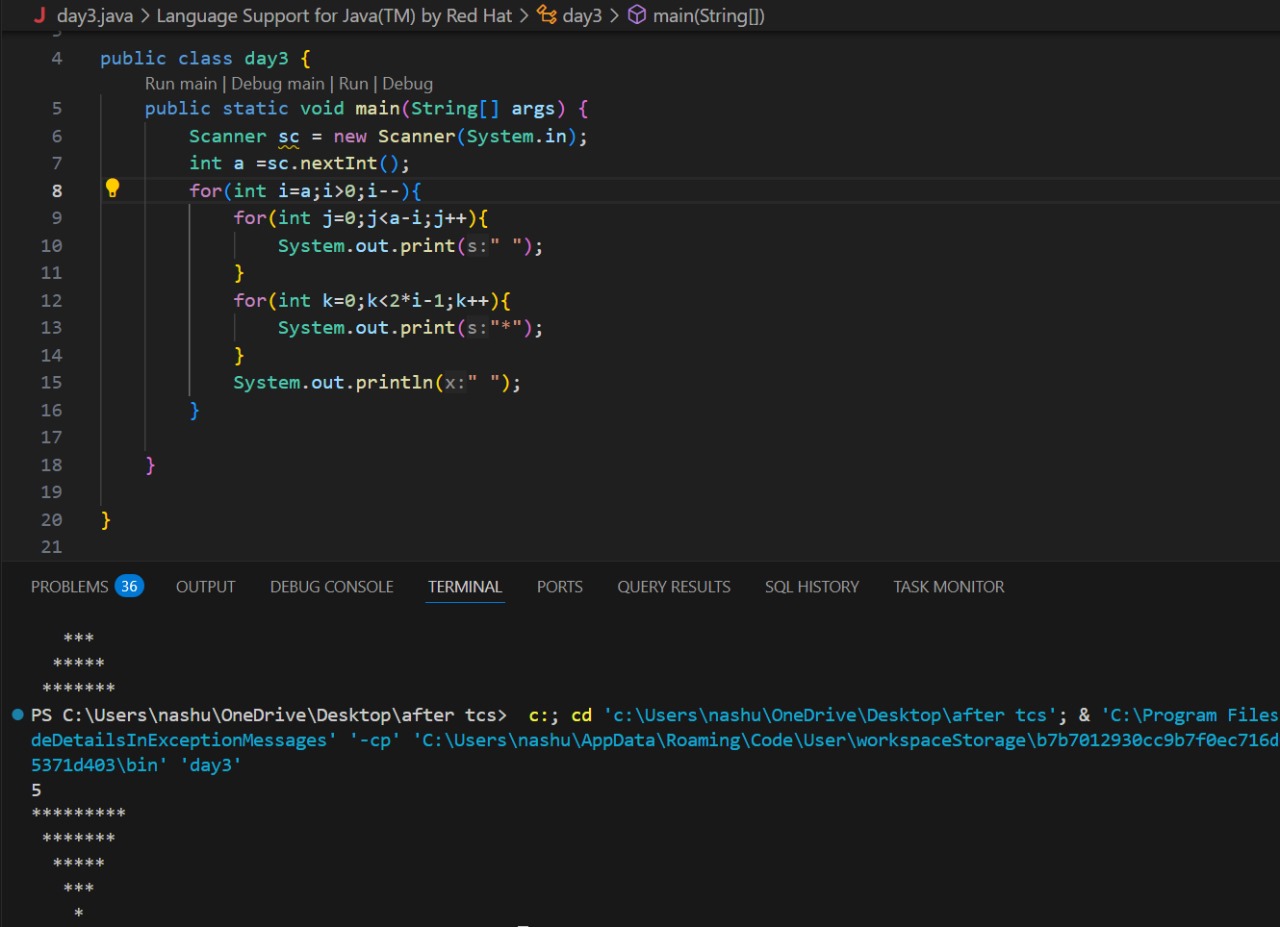 J day3.java > Language Support for Java(TM) by Red Hat > day3 > main(String[])
4 public class day3 {
Run main | Debug main | Run | Debug
5 public static void main(String[] args) {
6 Scanner sc = new Scanner(System.in);
7 int a =sc.nextInt();
8 for(int i=a;i>0;i--){
9 for(int j=0;j<a-i;j++){
10 System.out.print(s:" ");
11 }
12 for(int k=0;k<2*i-1;k++){
13 System.out.print(s:"*");
14 }
15 System.out.println(x:" ");
16 }
17
18 }
19
20 }
21
PROBLEMS 36 OUTPUT DEBUG CONSOLE TERMINAL PORTS QUERY RESULTS SQL HISTORY TASK MONITOR
***
*****
*******
PS C:\Users\nashu\OneDrive\Desktop\after tcs> c:; cd 'c:\Users\nashu\OneDrive\Desktop\after tcs'; & 'C:\Program Files
deDetailsInExceptionMessages' '-cp' 'C:\Users\nashu\AppData\Roaming\Code\User\workspaceStorage\b7b7012930cc9b7f0ec716d
5371d403\bin' 'day3'
5
*********
*******
*****
***
*